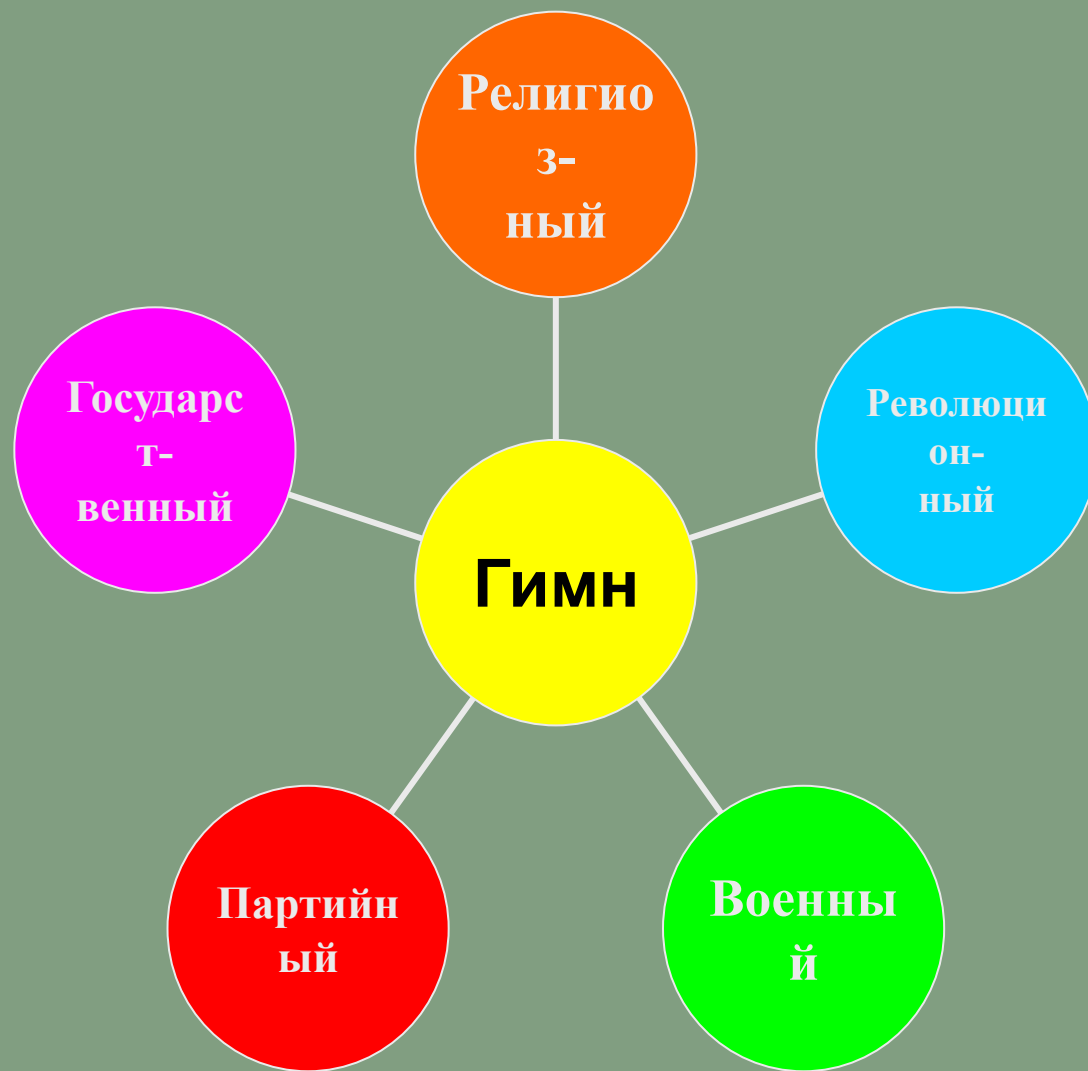 Религио
з-
ный
Государс
т-
венный
Революци
он-
ный
Гимн
Партийн
ый
Военны
й